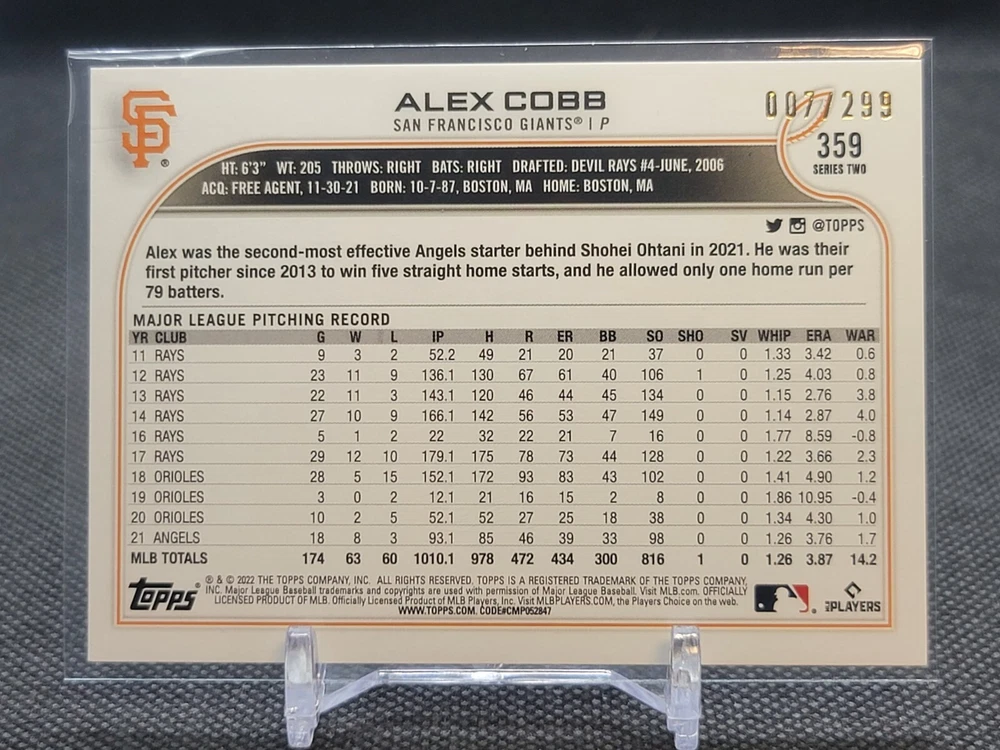 SF®
ALEX COBB
SAN FRANCISCO GIANTS® | P
007/299
359
SERIES TWO
HT: 6'3" WT: 205 THROWS: RIGHT BATS: RIGHT DRAFTED: DEVIL RAYS #4-JUNE, 2006
ACQ: FREE AGENT, 11-30-21 BORN: 10-7-87, BOSTON, MA HOME: BOSTON, MA
@TOPPS
Alex was the second-most effective Angels starter behind Shohei Ohtani in 2021. He was their
first pitcher since 2013 to win five straight home starts, and he allowed only one home run per
79 batters.
MAJOR LEAGUE PITCHING RECORD
YR CLUB G W L IP H R ER BB SO SHO SV WHIP ERA WAR
11 RAYS 9 3 2 52.2 49 21 20 21 37 0 0 1.33 3.42 0.6
12 RAYS 23 11 9 136.1 130 67 61 40 106 1 0 1.25 4.03 0.8
13 RAYS 22 11 3 143.1 120 46 44 45 134 0 0 1.15 2.76 3.8
14 RAYS 27 10 9 166.1 142 56 53 47 149 0 0 1.14 2.87 4.0
16 RAYS 5 1 2 22 32 22 21 7 16 0 0 1.77 8.59 -0.8
17 RAYS 29 12 10 179.1 175 78 73 44 128 0 0 1.22 3.66 2.3
18 ORIOLES 28 5 15 152.1 172 93 83 43 102 0 0 1.41 4.90 1.2
19 ORIOLES 3 0 2 12.1 21 16 15 2 8 0 0 1.86 10.95 -0.4
20 ORIOLES 10 2 5 52.1 52 27 25 18 38 0 0 1.34 4.30 1.0
21 ANGELS 18 8 3 93.1 85 46 39 33 98 0 0 1.26 3.76 1.7
MLB TOTALS 174 63 60 1010.1 978 472 434 300 816 1 0 1.26 3.87 14.2
Topps®
® & © 2022 THE TOPPS COMPANY, INC. ALL RIGHTS RESERVED. TOPPS IS A REGISTERED TRADEMARK OF THE TOPPS COMPANY,
INC. Major League Baseball trademarks and copyrights are used with permission of Major League Baseball. Visit MLB.com. OFFICIALLY
LICENSED PRODUCT OF MLB. Officially Licensed Product of MLB Players, Inc. Visit MLBPLAYERS.COM, the Players Choice on the web.
WWW.TOPPS.COM. CODE#CMP052847
MLB PLAYERS